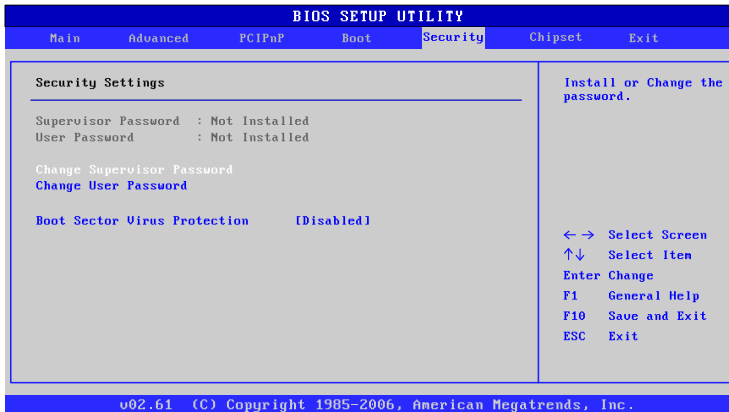 BIOS SETUP UTILITY
Main Advanced PCIPnP Boot Security Chipset Exit
Security Settings
Supervisor Password : Not Installed
User Password : Not Installed
Change Supervisor Password
Change User Password
Boot Sector Virus Protection [Disabled]
Install or Change the
password.
←→ Select Screen
↑↓ Select Item
Enter Change
F1 General Help
F10 Save and Exit
ESC Exit
v02.61 (C) Copyright 1985-2006, American Megatrends, Inc.